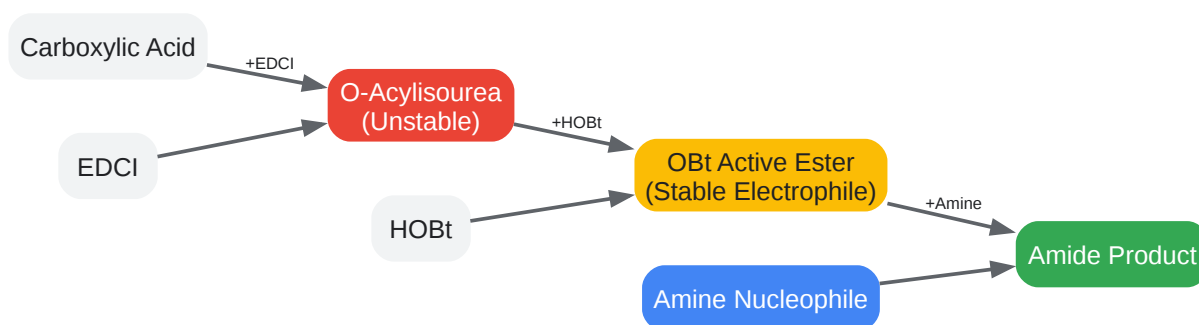 Carboxylic Acid
+EDCI
EDCI
O-Acylisourea
(Unstable)
+HOBt
HOBt
OBt Active Ester
(Stable Electrophile)
+Amine
Amine Nucleophile
Amide Product